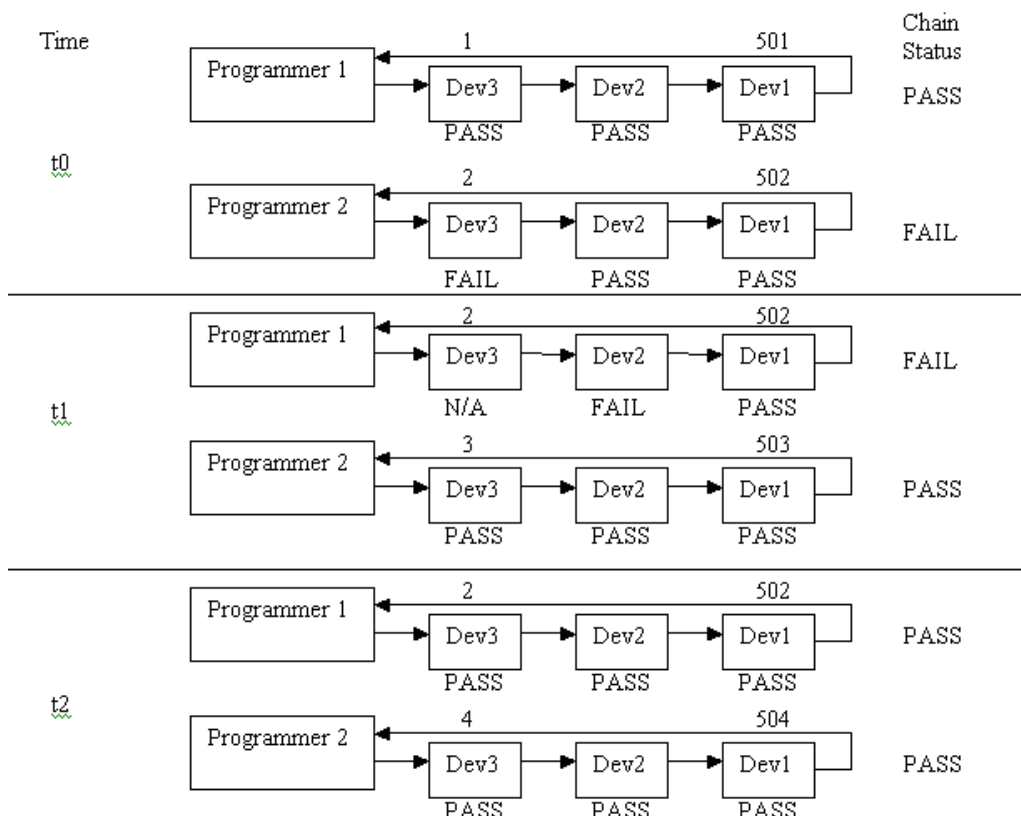 Time
1
501
Chain
Status
Programmer 1
Dev3
Dev2
Dev1
PASS
PASS
PASS
PASS
t0
2
502
Programmer 2
Dev3
Dev2
Dev1
FAIL
FAIL
PASS
PASS
2
502
Programmer 1
Dev3
Dev2
Dev1
FAIL
N/A
FAIL
PASS
t1
3
503
Programmer 2
Dev3
Dev2
Dev1
PASS
PASS
PASS
PASS
2
502
Programmer 1
Dev3
Dev2
Dev1
PASS
PASS
PASS
PASS
t2
4
504
Programmer 2
Dev3
Dev2
Dev1
PASS
PASS
PASS
PASS